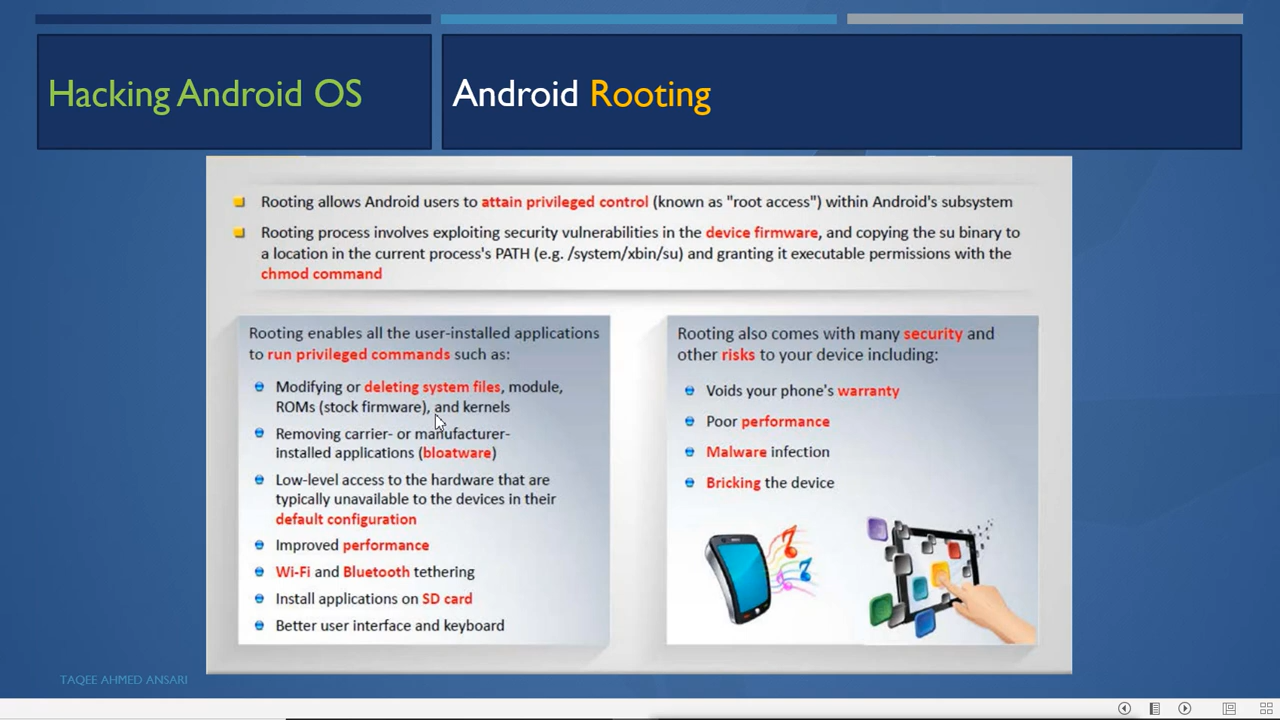 Hacking Android OS
Android Rooting
Rooting allows Android users to attain privileged control (known as "root access") within Android's subsystem
Rooting process involves exploiting security vulnerabilities in the device firmware, and copying the su binary to
a location in the current process's PATH (e.g. /system/xbin/su) and granting it executable permissions with the
chmod command
Rooting enables all the user-installed applications
to run privileged commands such as:
Modifying or deleting system files, module,
ROMs (stock firmware), and kernels
Removing carrier- or manufacturer-
installed applications (bloatware)
Low-level access to the hardware that are
typically unavailable to the devices in their
default configuration
Improved performance
Wi-Fi and Bluetooth tethering
Install applications on SD card
Better user interface and keyboard
Rooting also comes with many security and
other risks to your device including:
Voids your phone's warranty
Poor performance
Malware infection
Bricking the device
TAQEE AHMED ANSARI